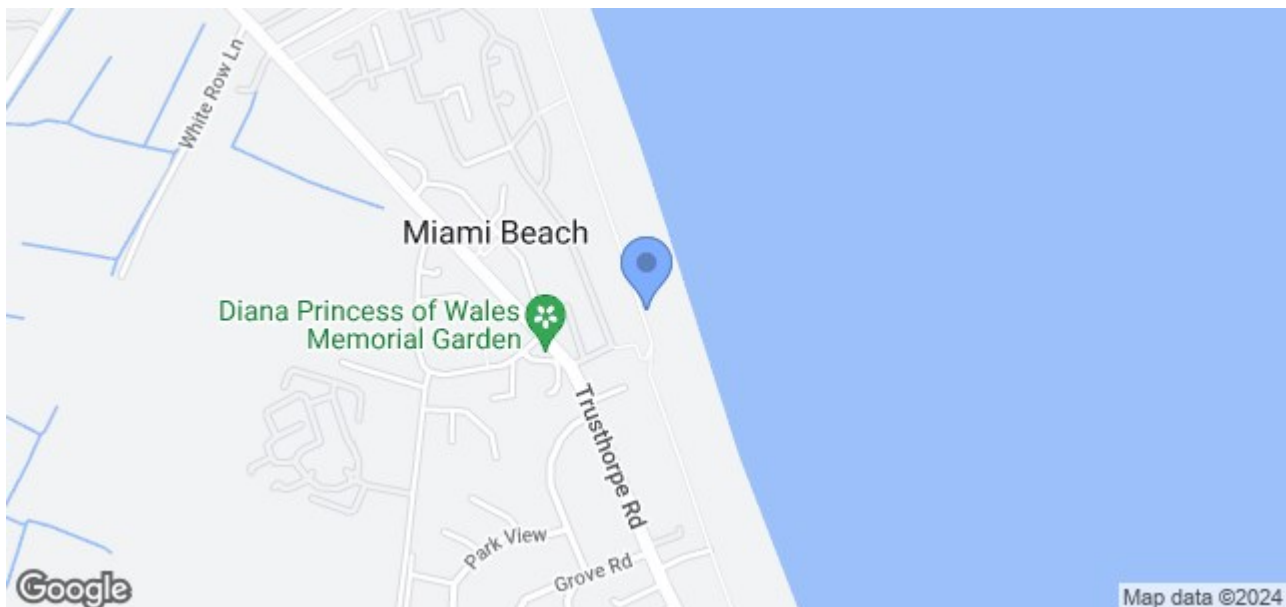 White Row Ln
Miami Beach
Diana Princess of Wales
Memorial Garden
Trusthorpe Rd
Park View
Grove Rd
Google
Map data ©2024